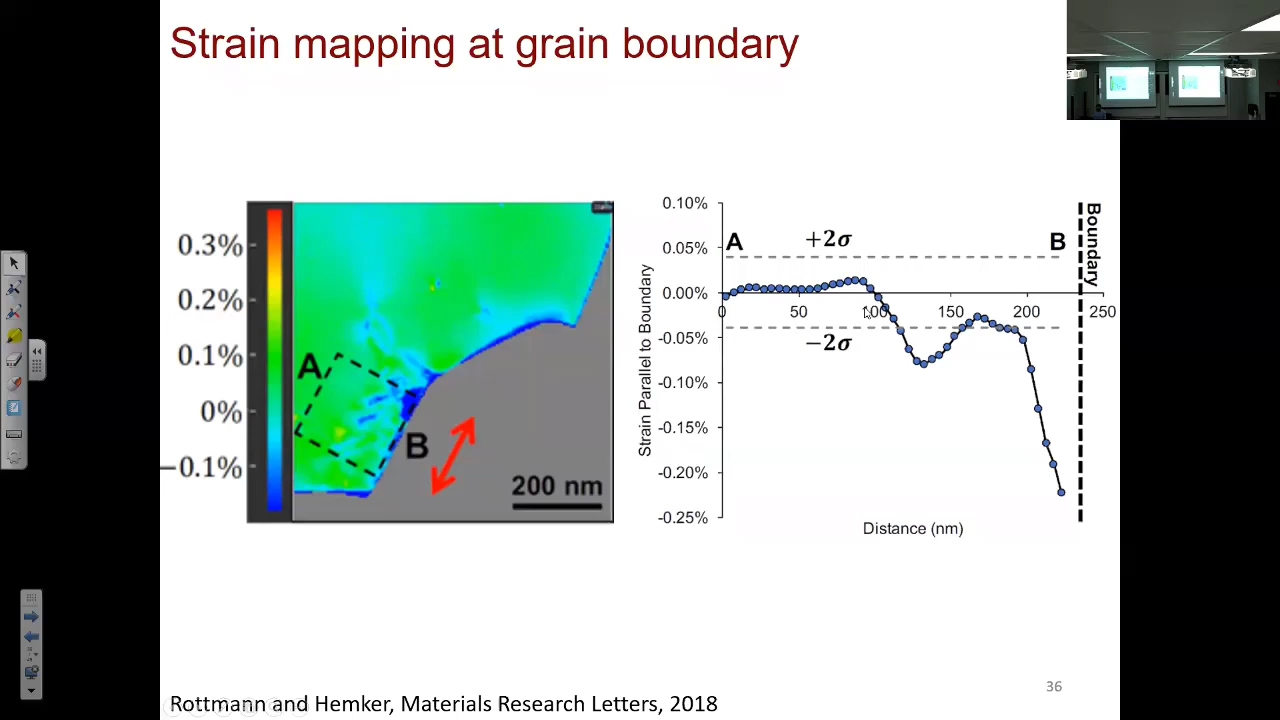 Strain mapping at grain boundary
0.3%
0.2%
0.1%
0%
−0.1%
A
B
200 nm
0.10%
0.05%
0.00%
-0.05%
-0.10%
-0.15%
-0.20%
-0.25%
Strain Parallel to Boundary
A
+2σ
B
Boundary
0
50
100
150
200
250
−2σ
Distance (nm)
36
Rottmann and Hemker, Materials Research Letters, 2018